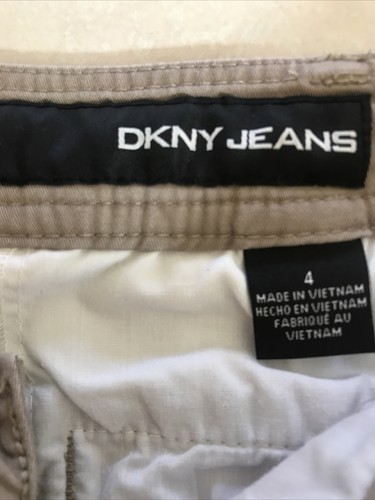 DKNY JEANS
4
MADE IN VIETNAM
HECHO EN VIETNAM
FABRIQUÉ AU
VIETNAM